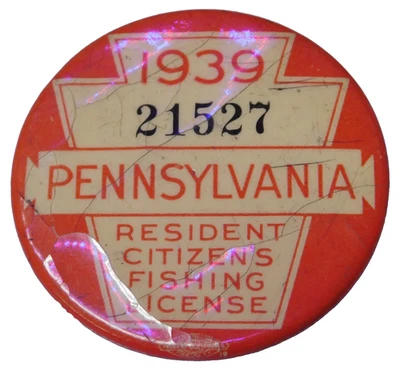 1939
21527
PENNSYLVANIA
RESIDENT
CITIZENS
FISHING
LICENSE